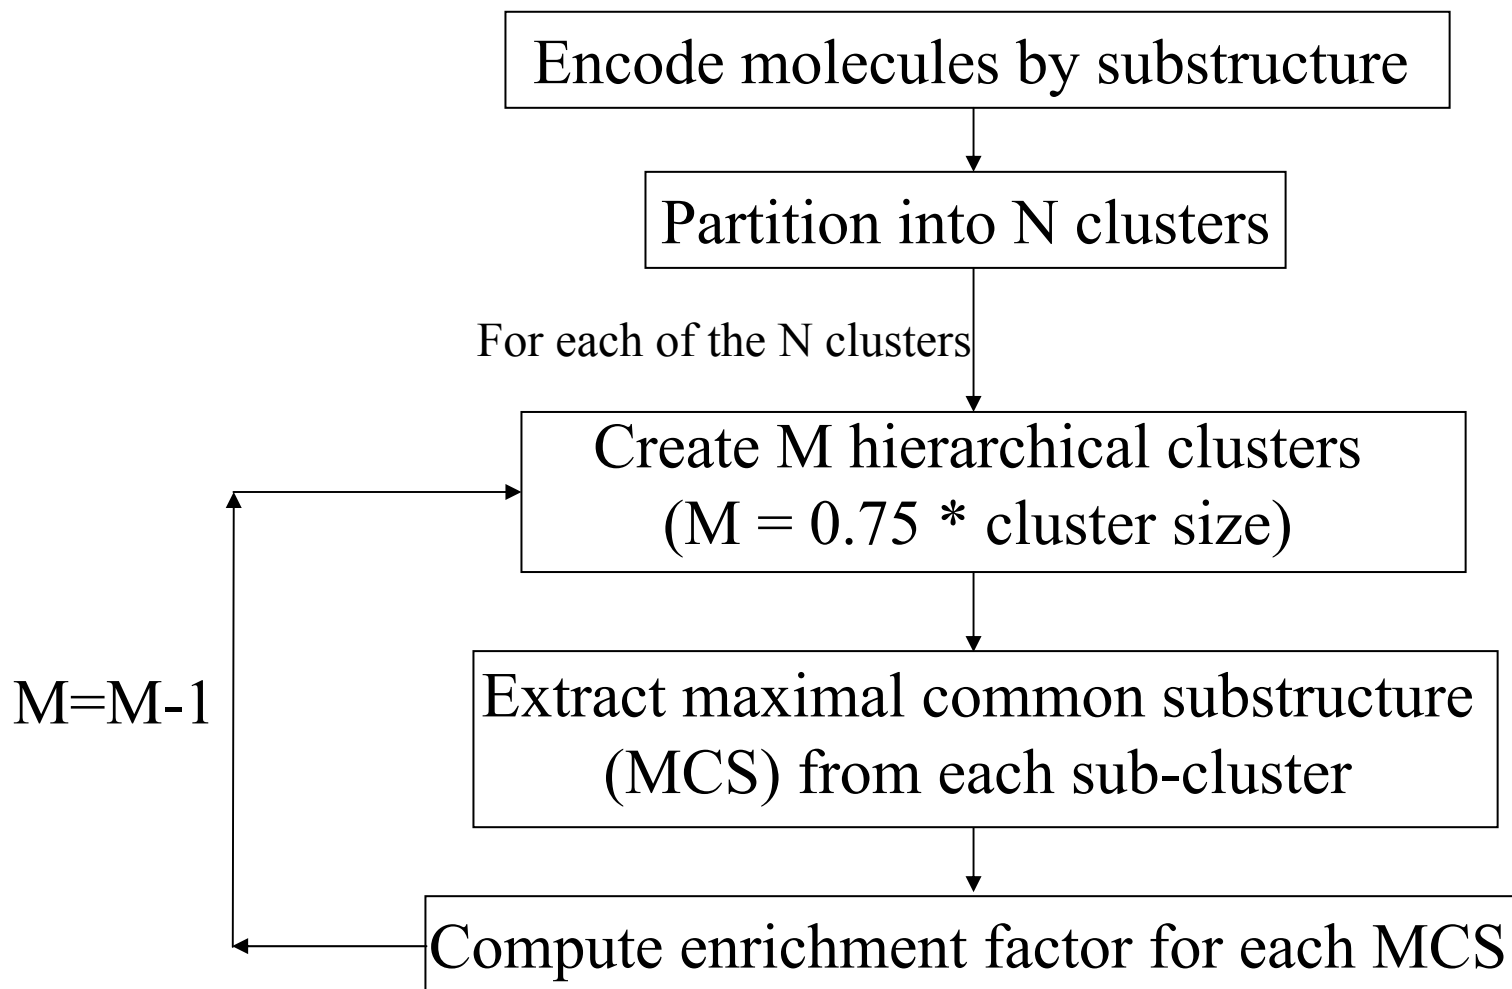 Encode molecules by substructure
Partition into N clusters
For each of the N clusters
Create M hierarchical clusters
(M = 0.75 * cluster size)
M=M-1
Extract maximal common substructure
(MCS) from each sub-cluster
Compute enrichment factor for each MCS